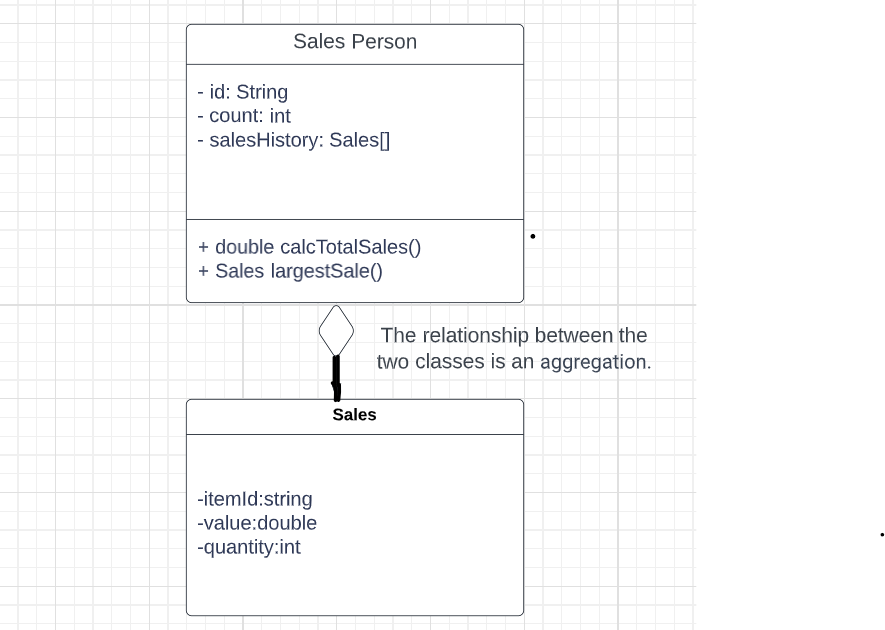 Sales Person
- id: String
- count: int
- salesHistory: Sales[]
+ double calcTotalSales()
+ Sales largestSale()
The relationship between the
two classes is an aggregation.
Sales
-itemId:string
-value:double
-quantity:int